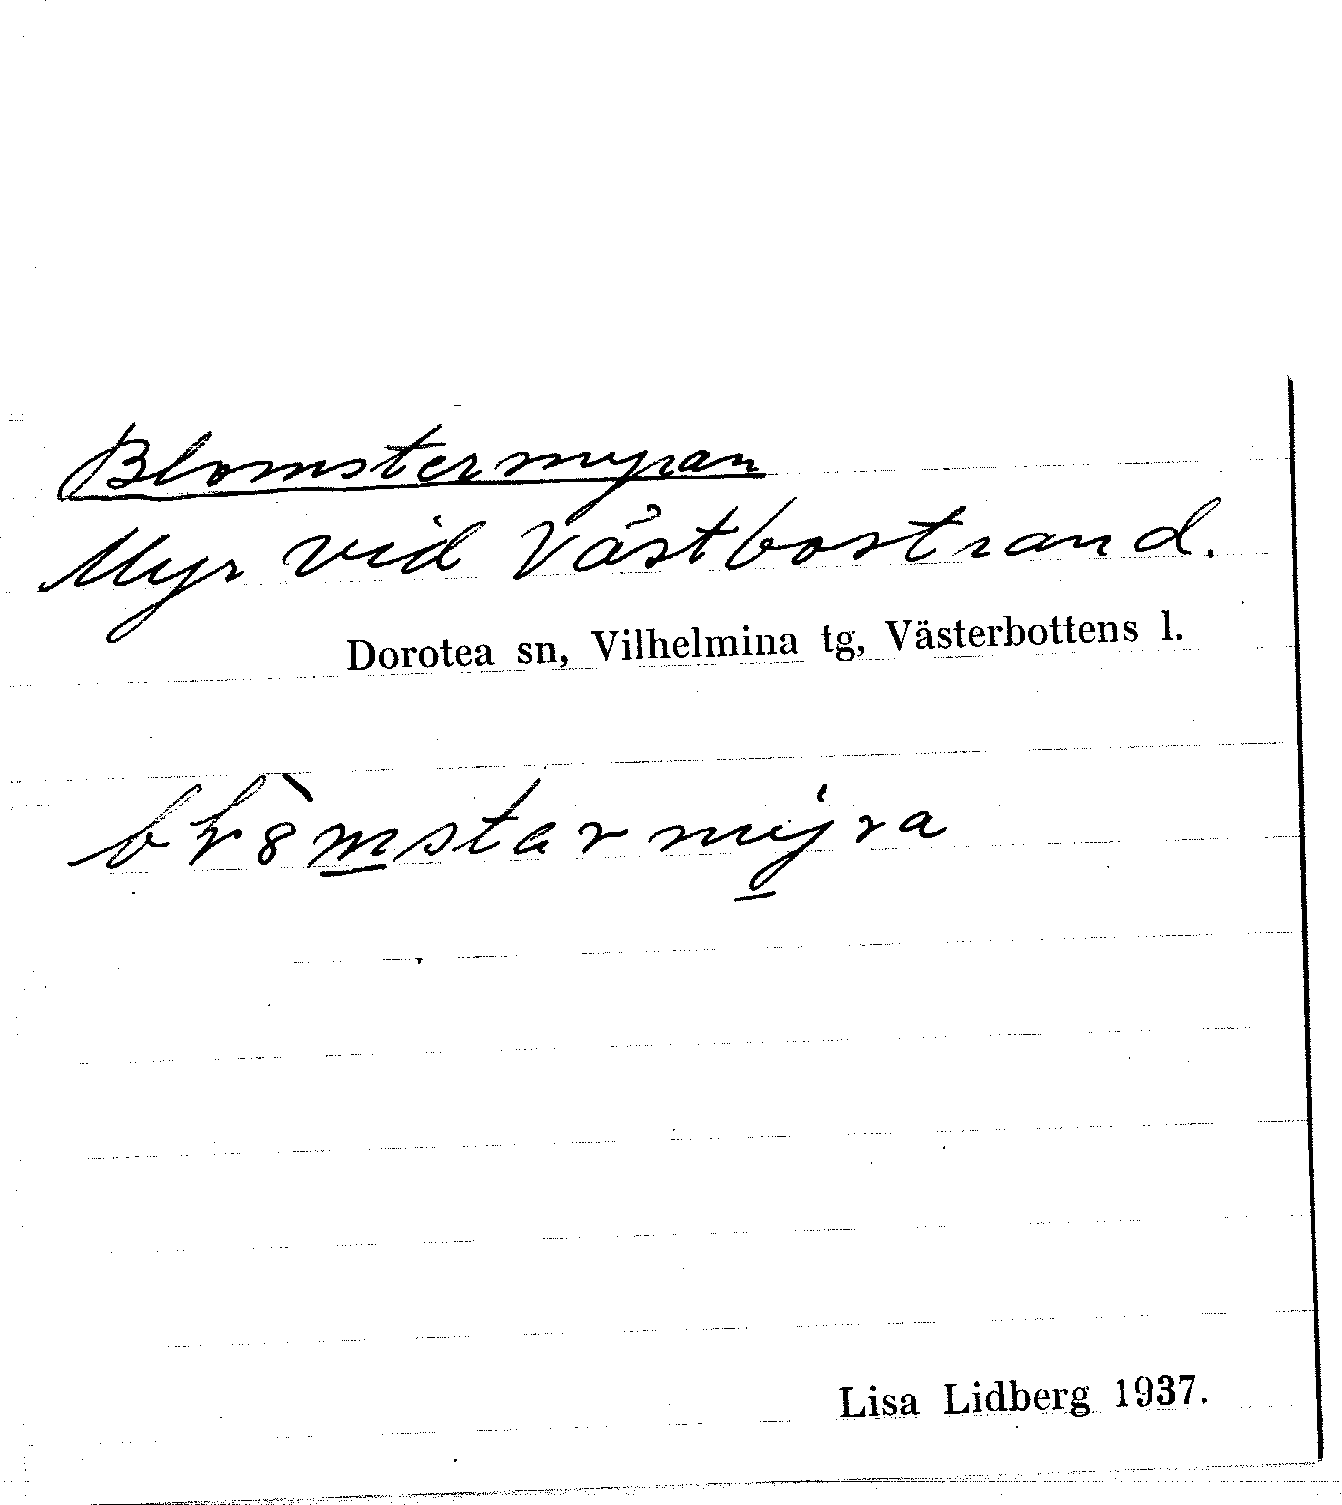 Blomstermyran
Myr vid Västbostrand.
Dorotea sn, Vilhelmina tg, Västerbottens l.
Lisa Lidberg 1937.